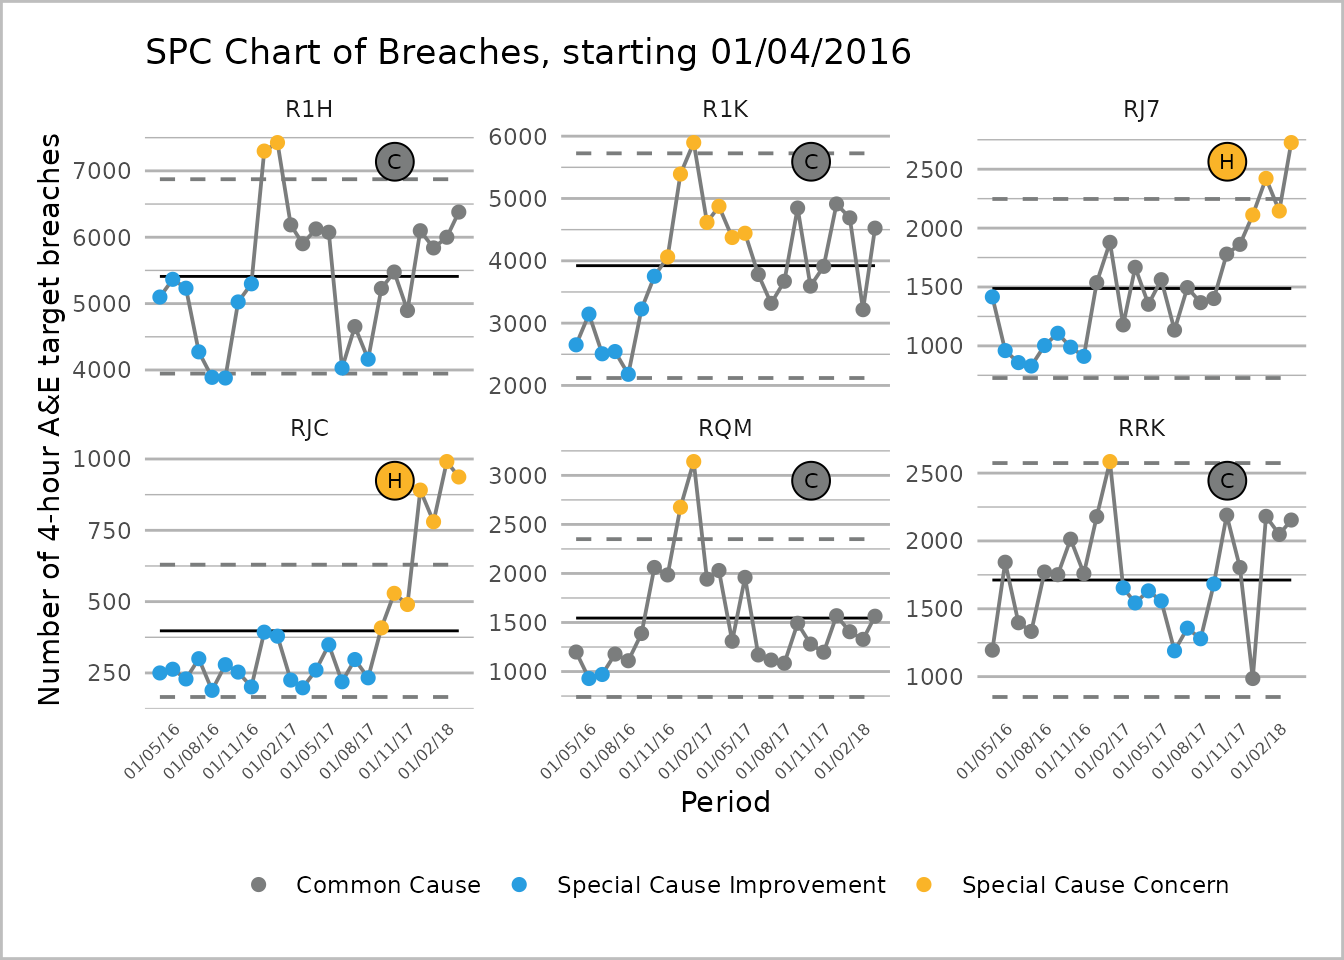 SPC Chart of Breaches, starting 01/04/2016
Number of 4-hour A&E target breaches
R1H
7000
6000
5000
4000
C
R1K
6000
5000
4000
3000
2000
C
RJ7
2500
2000
1500
1000
H
RJC
1000
750
500
250
H
RQM
3000
2500
2000
1500
1000
C
RRK
2500
2000
1500
1000
C
01/05/16 01/08/16 01/11/16 01/02/17 01/05/17 01/08/17 01/11/17 01/02/18
01/05/16 01/08/16 01/11/16 01/02/17 01/05/17 01/08/17 01/11/17 01/02/18
01/05/16 01/08/16 01/11/16 01/02/17 01/05/17 01/08/17 01/11/17 01/02/18
Period
Common Cause Special Cause Improvement Special Cause Concern